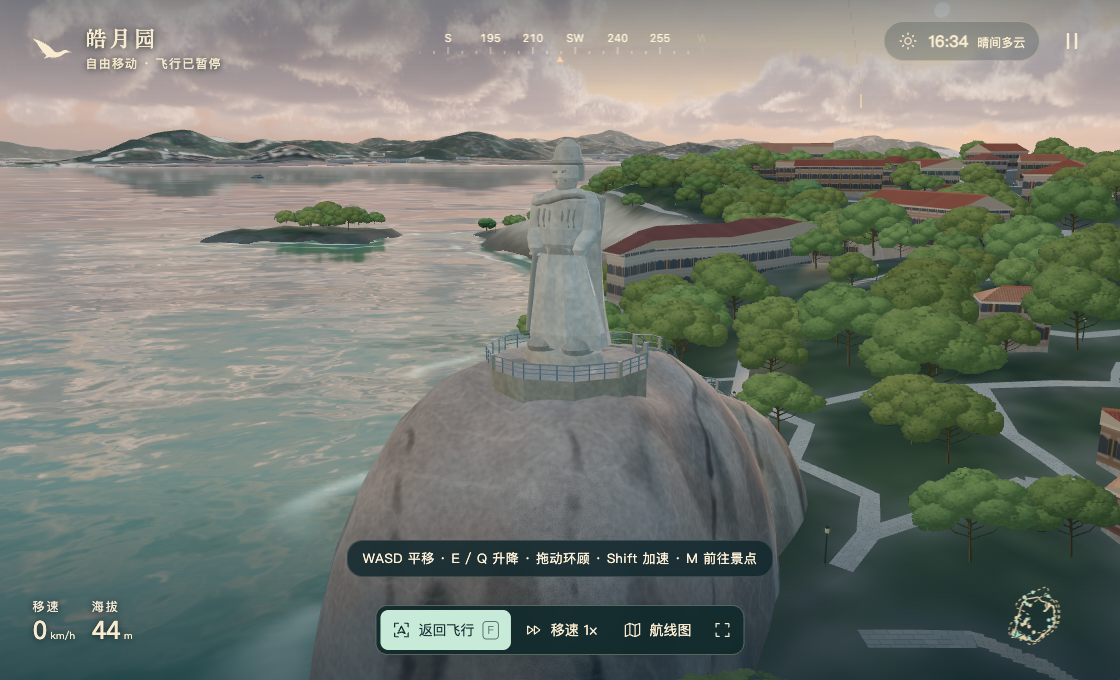 皓月园
自由移动 · 飞行已暂停
S 195 210 SW 240 255 W
16:34 晴间多云
WASD 平移 · E / Q 升降 · 拖动环顾 · Shift 加速 · M 前往景点
移速 海拔
0 km/h 44 m
返回飞行 F 移速 1x 航线图